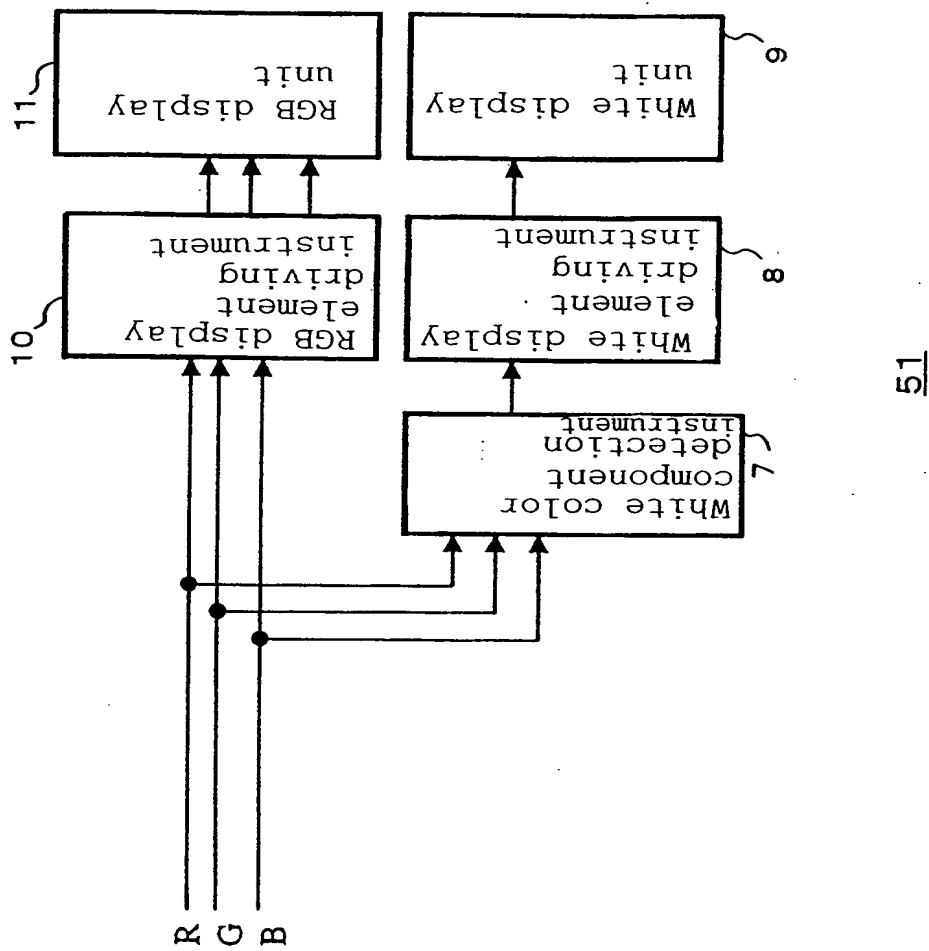 R
G
B
10
RGB display
element
driving
instrument
11
RGB display
unit
White color
component
detection
instrument
7
White display
element
driving
instrument
8
White display
unit
9
51